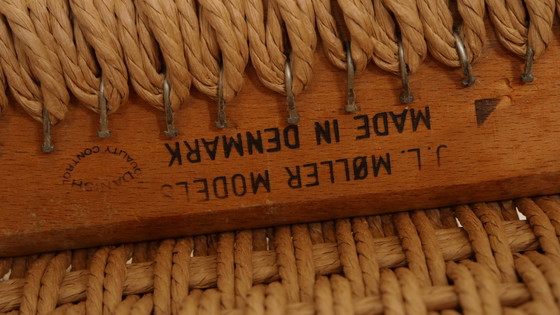 J.L. MØLLER MODELS
MADE IN DENMARK
DANISH
QUALITY CONTROL